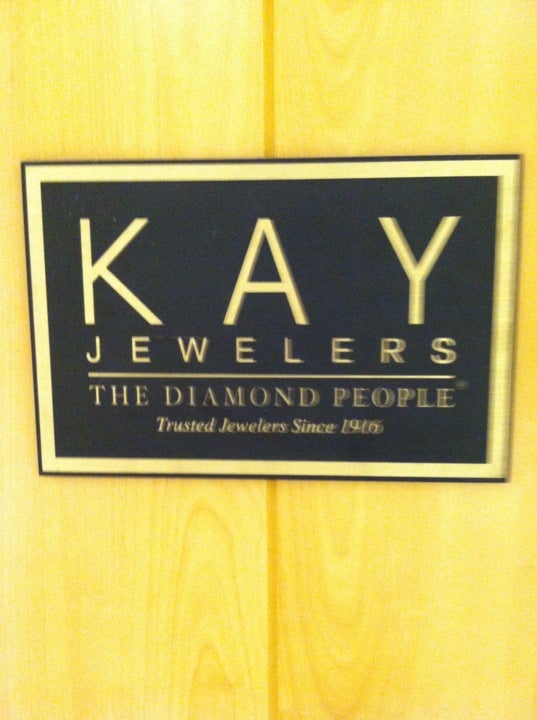 KAY
JEWELERS
THE DIAMOND PEOPLE
Trusted Jewelers Since 1916